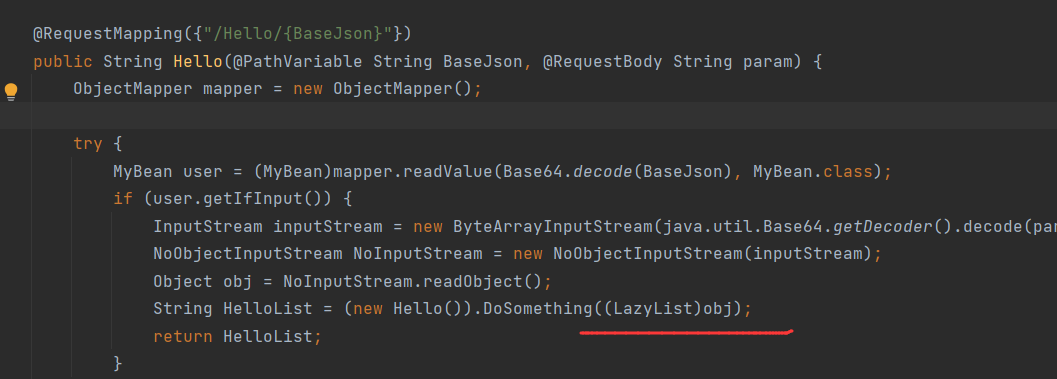 @RequestMapping({"/Hello/{BaseJson}"})
public String Hello(@PathVariable String BaseJson, @RequestBody String param) {
ObjectMapper mapper = new ObjectMapper();
try {
MyBean user = (MyBean)mapper.readValue(Base64.decode(BaseJson), MyBean.class);
if (user.getIfInput()) {
InputStream inputStream = new ByteArrayInputStream(java.util.Base64.getDecoder().decode(par
NoObjectInputStream NoInputStream = new NoObjectInputStream(inputStream);
Object obj = NoInputStream.readObject();
String HelloList = (new Hello()).DoSomething((LazyList)obj);
return HelloList;
}